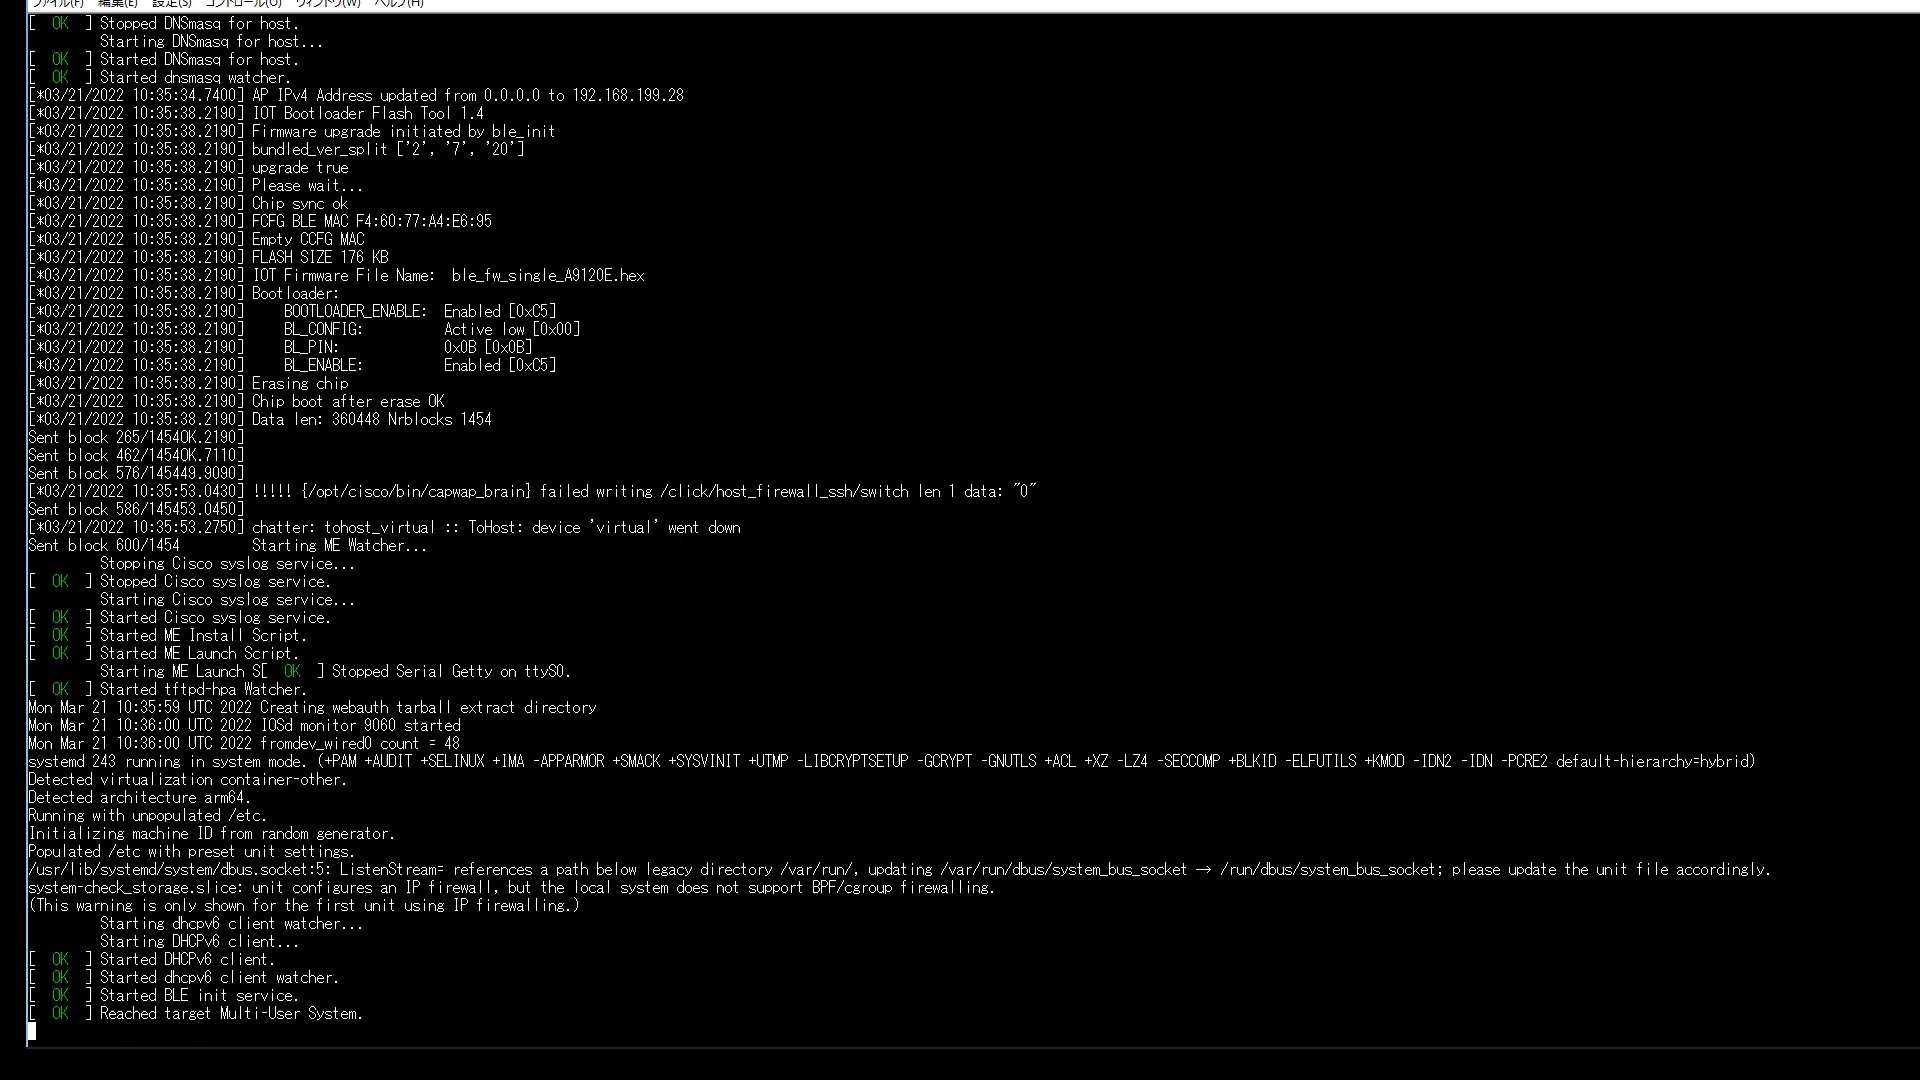 ファイル(F) 編集(E) 設定(S) コントロール(O) ウィンドウ(W) ヘルプ(H)
[  OK  ] Stopped DNSmasq for host.
         Starting DNSmasq for host...
[  OK  ] Started DNSmasq for host.
[  OK  ] Started dnsmasq watcher.
[*03/21/2022 10:35:34.7400] AP IPv4 Address updated from 0.0.0.0 to 192.168.199.28
[*03/21/2022 10:35:38.2190] IOT Bootloader Flash Tool 1.4
[*03/21/2022 10:35:38.2190] Firmware upgrade initiated by ble_init
[*03/21/2022 10:35:38.2190] bundled_ver_split ['2', '7', '20']
[*03/21/2022 10:35:38.2190] upgrade true
[*03/21/2022 10:35:38.2190] Please wait...
[*03/21/2022 10:35:38.2190] Chip sync ok
[*03/21/2022 10:35:38.2190] FCFG BLE MAC F4:60:77:A4:E6:95
[*03/21/2022 10:35:38.2190] Empty CCFG MAC
[*03/21/2022 10:35:38.2190] FLASH SIZE 176 KB
[*03/21/2022 10:35:38.2190] IOT Firmware File Name:  ble_fw_single_A9120E.hex
[*03/21/2022 10:35:38.2190] Bootloader:
[*03/21/2022 10:35:38.2190]     BOOTLOADER_ENABLE:  Enabled [0xC5]
[*03/21/2022 10:35:38.2190]     BL_CONFIG:          Active low [0x00]
[*03/21/2022 10:35:38.2190]     BL_PIN:             0x0B [0x0B]
[*03/21/2022 10:35:38.2190]     BL_ENABLE:          Enabled [0xC5]
[*03/21/2022 10:35:38.2190] Erasing chip
[*03/21/2022 10:35:38.2190] Chip boot after erase OK
[*03/21/2022 10:35:38.2190] Data len: 360448 Nrblocks 1454
Sent block 265/1454OK.2190]
Sent block 462/1454OK.7110]
Sent block 576/145449.9090]
[*03/21/2022 10:35:53.0430] !!!!! {/opt/cisco/bin/capwap_brain} failed writing /click/host_firewall_ssh/switch len 1 data: "0"
Sent block 586/145453.0450]
[*03/21/2022 10:35:53.2750] chatter: tohost_virtual :: ToHost: device 'virtual' went down
Sent block 600/1454         Starting ME Watcher...
         Stopping Cisco syslog service...
[  OK  ] Stopped Cisco syslog service.
         Starting Cisco syslog service...
[  OK  ] Started Cisco syslog service.
[  OK  ] Started ME Install Script.
[  OK  ] Started ME Launch Script.
         Starting ME Launch S[  OK  ] Stopped Serial Getty on ttyS0.
[  OK  ] Started tftpd-hpa Watcher.
Mon Mar 21 10:35:59 UTC 2022 Creating webauth tarball extract directory
Mon Mar 21 10:36:00 UTC 2022 IOSd monitor 9060 started
Mon Mar 21 10:36:00 UTC 2022 fromdev_wired0 count = 48
systemd 243 running in system mode. (+PAM +AUDIT +SELINUX +IMA -APPARMOR +SMACK +SYSVINIT +UTMP -LIBCRYPTSETUP -GCRYPT -GNUTLS +ACL +XZ -LZ4 -SECCOMP +BLKID -ELFUTILS +KMOD -IDN2 -IDN -PCRE2 default-hierarchy=hybrid)
Detected virtualization container-other.
Detected architecture arm64.
Running with unpopulated /etc.
Initializing machine ID from random generator.
Populated /etc with preset unit settings.
/usr/lib/systemd/system/dbus.socket:5: ListenStream= references a path below legacy directory /var/run/, updating /var/run/dbus/system_bus_socket → /run/dbus/system_bus_socket; please update the unit file accordingly.
system-check_storage.slice: unit configures an IP firewall, but the local system does not support BPF/cgroup firewalling.
(This warning is only shown for the first unit using IP firewalling.)
         Starting dhcpv6 client watcher...
         Starting DHCPv6 client...
[  OK  ] Started DHCPv6 client.
[  OK  ] Started dhcpv6 client watcher.
[  OK  ] Started BLE init service.
[  OK  ] Reached target Multi-User System.